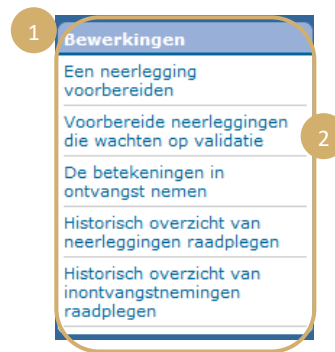 1
Bewerkingen
Een neerlegging
voorbereiden
Voorbereide neerleggingen
die wachten op validatie
2
De betekeningen in
ontvangst nemen
Historisch overzicht van
neerleggingen raadplegen
Historisch overzicht van
inontvangstnemingen
raadplegen